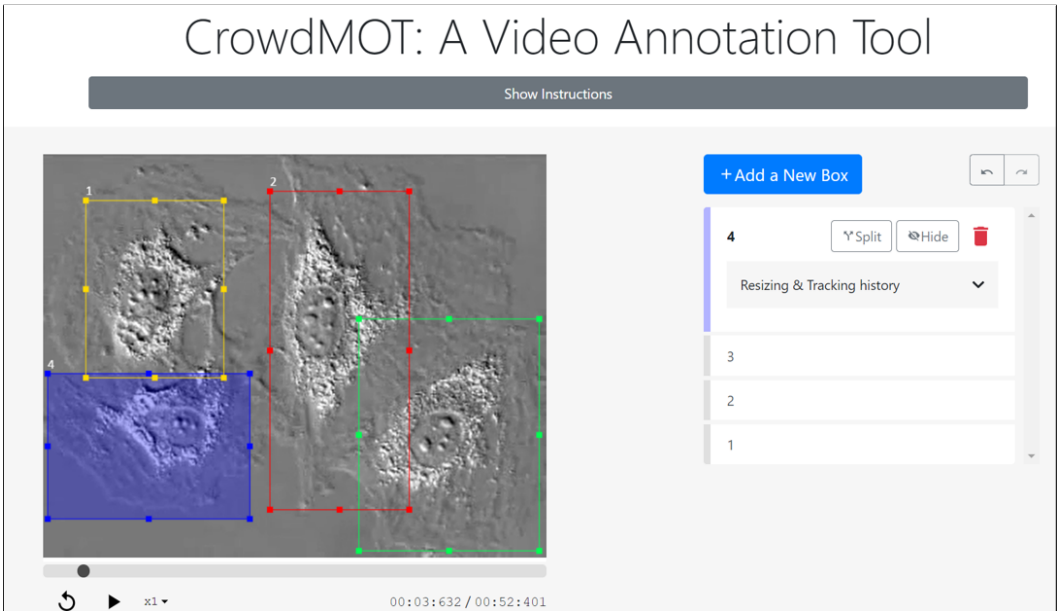 CrowdMOT: A Video Annotation Tool
Show Instructions
+Add a New Box
1
2
4
4
Split
Hide
Resizing & Tracking history
3
2
1
x1
00:03:632/00:52:401